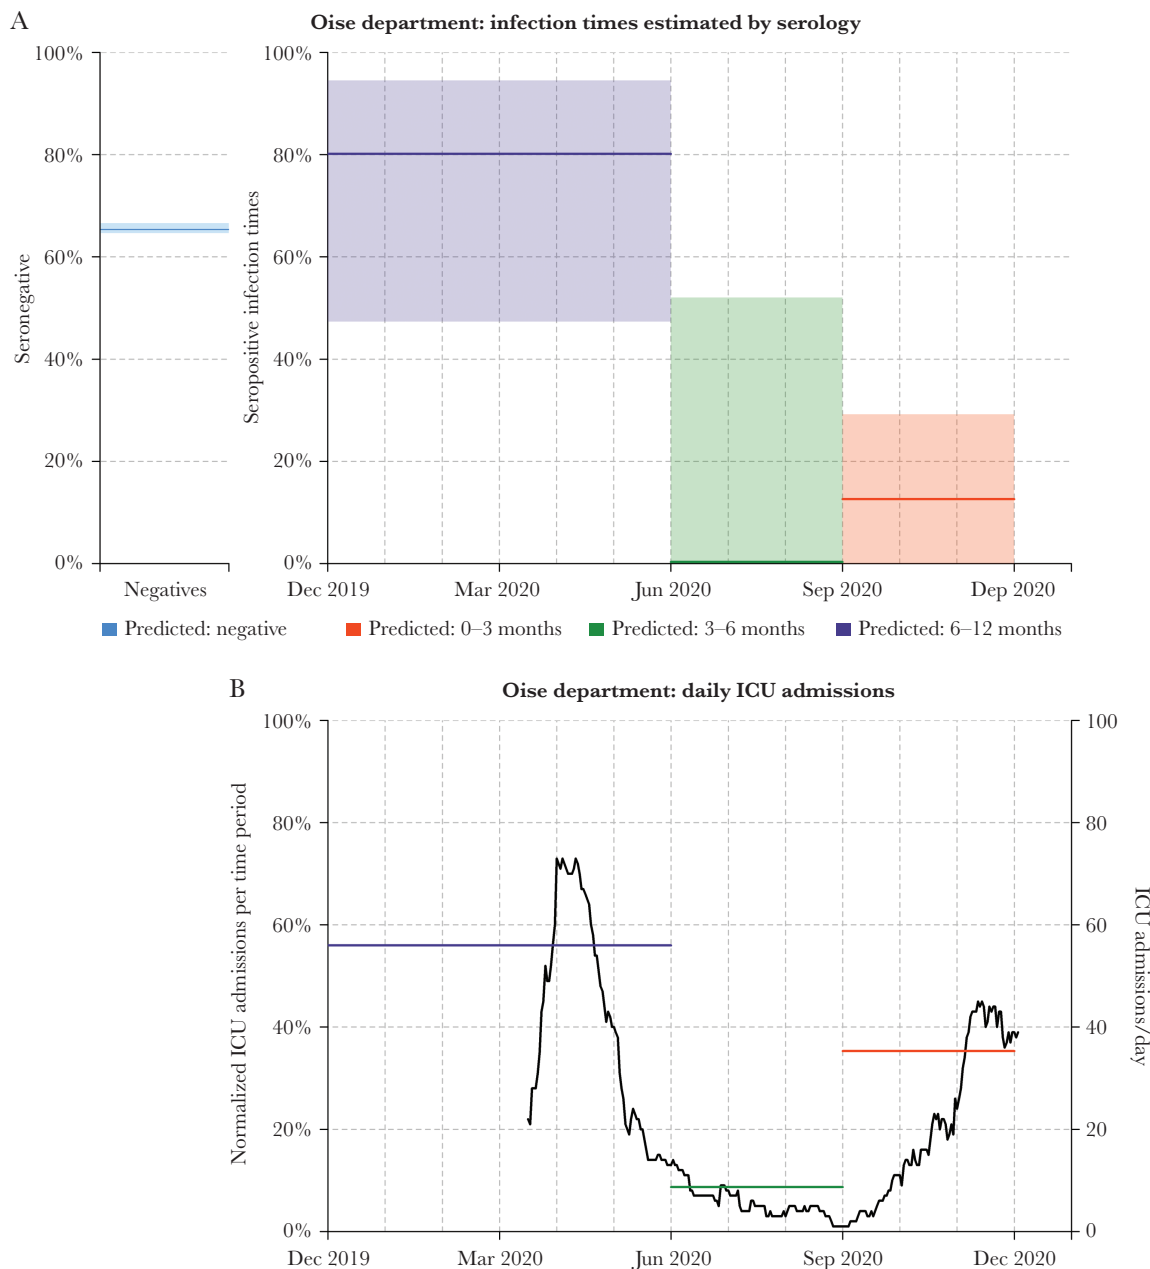 A
Oise department: infection times estimated by serology
100%
80%
60%
40%
20%
0%
Seronegative
Negatives
100%
80%
60%
40%
20%
0%
Seropositive infection times
Dec 2019 Mar 2020 Jun 2020 Sep 2020 Dep 2020
Predicted: negative Predicted: 0–3 months Predicted: 3–6 months Predicted: 6–12 months
B
Oise department: daily ICU admissions
100%
80%
60%
40%
20%
0%
Normalized ICU admissions per time period
100
80
60
40
20
0
ICU admissions/day
Dec 2019 Mar 2020 Jun 2020 Sep 2020 Dec 2020